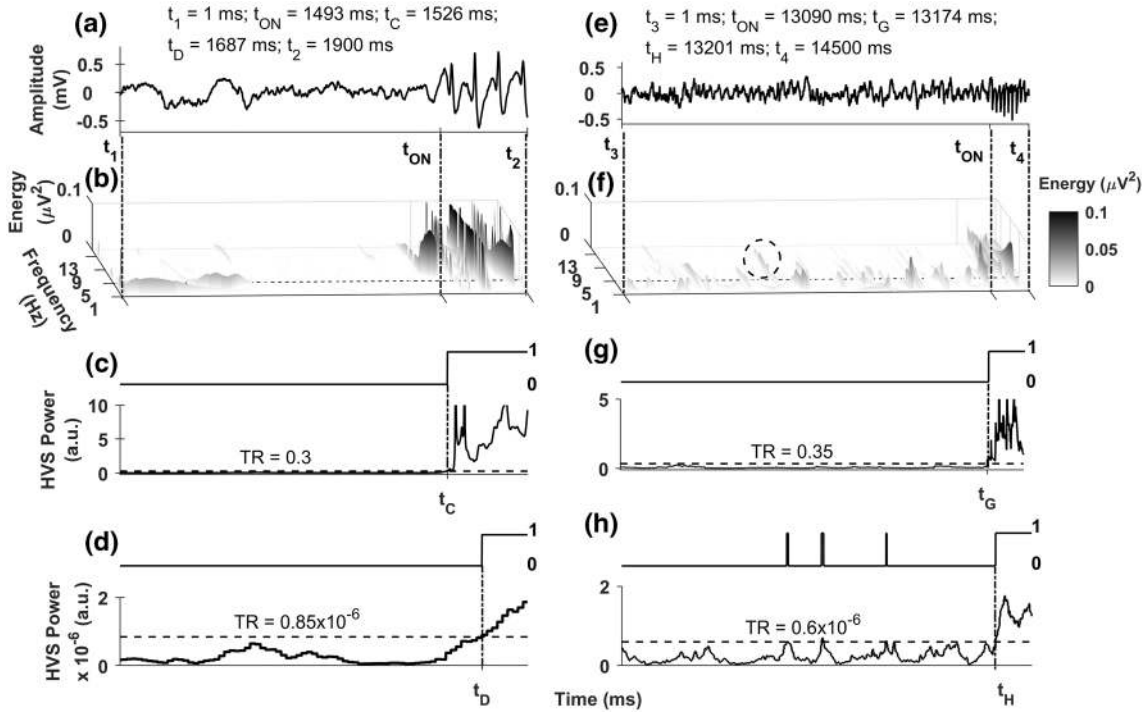 (a)
t1 = 1 ms; tON = 1493 ms; tC = 1526 ms;
tD = 1687 ms; t2 = 1900 ms
Amplitude
(mV)
0.5
0
-0.5
t1
tON
t2
(b)
Energy
(μV²)
0.1
0
Frequency
(Hz)
13
9
5
1
(c)
1
0
HVS Power
(a.u.)
10
5
0
TR = 0.3
tC
(d)
1
0
HVS Power
x 10⁻⁶ (a.u.)
2
1
0
TR = 0.85x10⁻⁶
tD
(e)
t3 = 1 ms; tON = 13090 ms; tG = 13174 ms;
tH = 13201 ms; t4 = 14500 ms
0.5
0
-0.5
t3
tON
t4
(f)
0.1
0
13
9
5
1
Energy (μV²)
0.1
0.05
0
(g)
1
0
5
0
TR = 0.35
tG
(h)
1
0
2
1
0
TR = 0.6x10⁻⁶
tH
Time (ms)